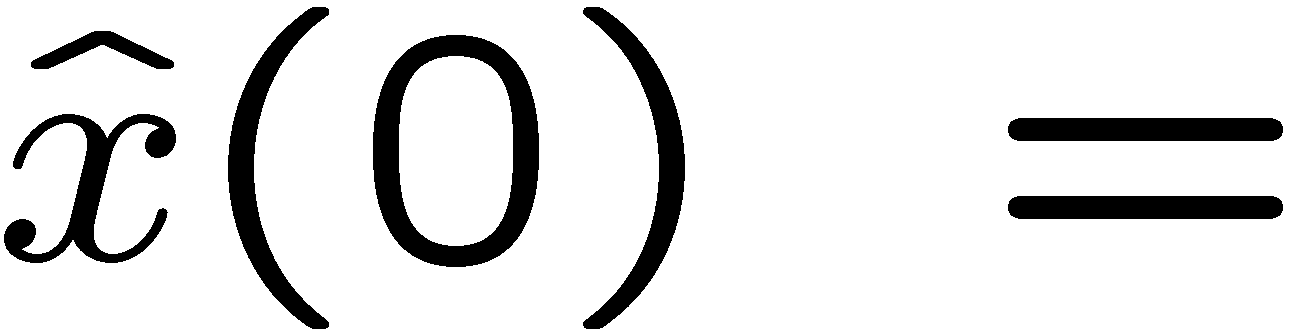 x̂(0) =